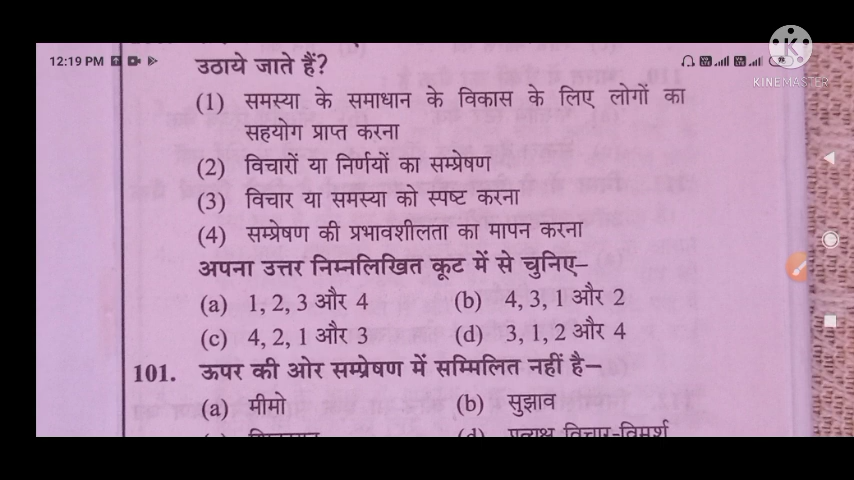 12:19 PM
KINEMASTER
उठाये जाते हैं?
(1) समस्या के समाधान के विकास के लिए लोगों का
सहयोग प्राप्त करना
(2) विचारों या निर्णयों का सम्प्रेषण
(3) विचार या समस्या को स्पष्ट करना
(4) सम्प्रेषण की प्रभावशीलता का मापन करना
अपना उत्तर निम्नलिखित कूट में से चुनिए–
(a) 1, 2, 3 और 4 (b) 4, 3, 1 और 2
(c) 4, 2, 1 और 3 (d) 3, 1, 2 और 4
101. ऊपर की ओर सम्प्रेषण में सम्मिलित नहीं है–
(a) मीमो (b) सुझाव
(d) प्रत्यक्ष विचार-विमर्श